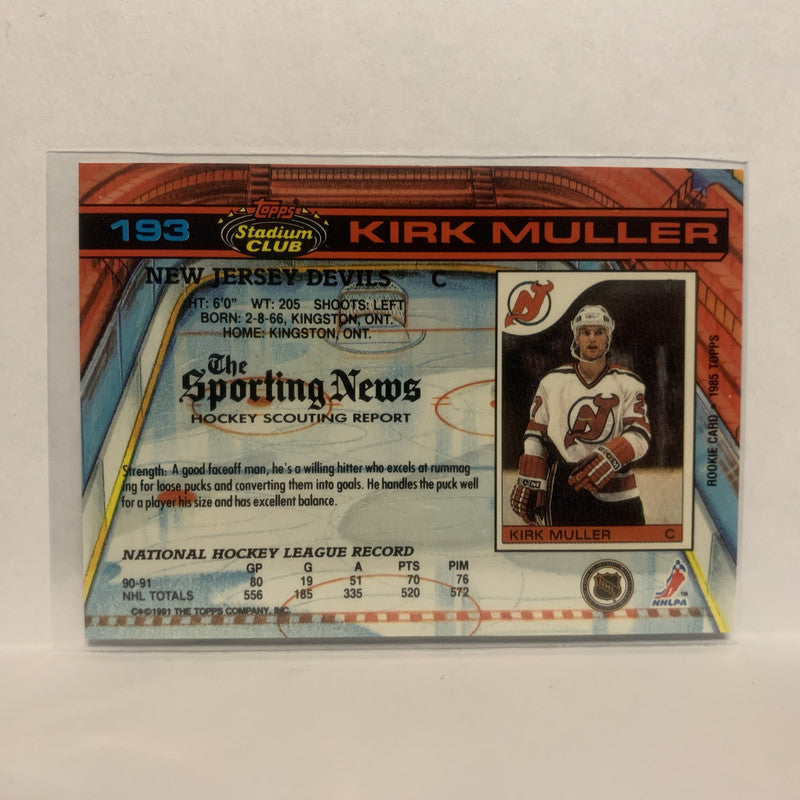 193 Topps Stadium CLUB KIRK MULLER
NEW JERSEY DEVILS C
HT: 6'0" WT: 205 SHOOTS: LEFT
BORN: 2-8-66, KINGSTON, ONT.
HOME: KINGSTON, ONT.
The
Sporting News
HOCKEY SCOUTING REPORT
Strength: A good faceoff man, he's a willing hitter who excels at rummag
ing for loose pucks and converting them into goals. He handles the puck well
for a player his size and has excellent balance.
NATIONAL HOCKEY LEAGUE RECORD
GP G A PTS PIM
90-91 80 19 51 70 76
NHL TOTALS 556 185 335 520 572
C*©1991 THE TOPPS COMPANY, INC.
NJ
27
KIRK MULLER C
ROOKIE CARD • 1985 TOPPS
NHL
NHLPA TM